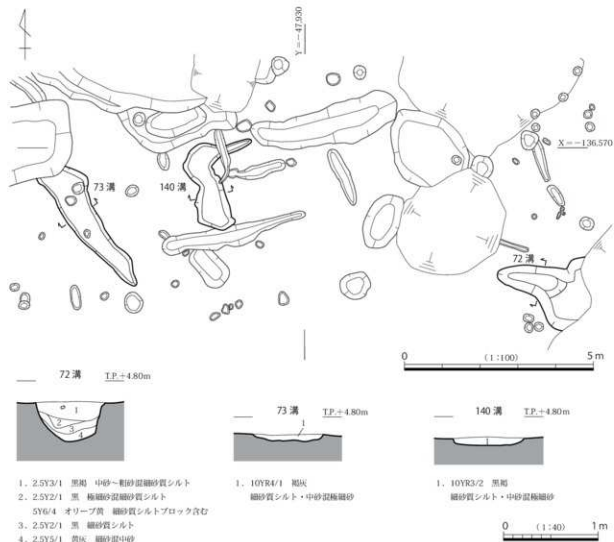 Y=-47.930
X=-136.570
73 溝
140 溝
72 溝
0 (1:100) 5 m
72 溝 T.P.+4.80m
1
2
3
4
1. 2.5Y3/1 黒褐 中砂～粗砂混細砂質シルト
2. 2.5Y2/1 黒 極細砂混細砂質シルト
5Y6/4 オリーブ黄 細砂質シルトブロック含む
3. 2.5Y2/1 黒 細砂質シルト
4. 2.5Y5/1 黄灰 細砂混中砂
73 溝 T.P.+4.80m
1
1. 10YR4/1 褐灰
細砂質シルト・中砂混極細砂
140 溝 T.P.+4.80m
1
1. 10YR3/2 黒褐
細砂質シルト・中砂混極細砂
0 (1:40) 1 m